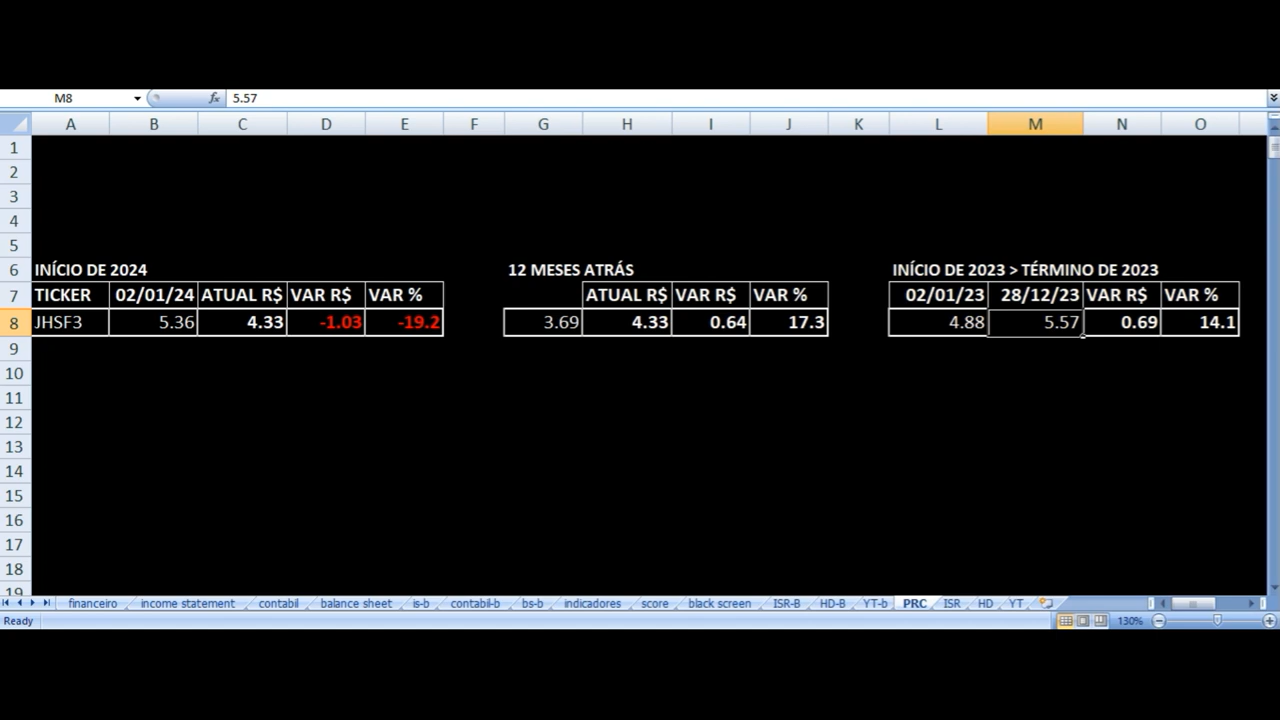 M8 fx 5.57
A B C D E F G H I J K L M N O
1
2
3
4
5
6 INÍCIO DE 2024 12 MESES ATRÁS INÍCIO DE 2023 > TÉRMINO DE 2023
7 TICKER 02/01/24 ATUAL R$ VAR R$ VAR % ATUAL R$ VAR R$ VAR % 02/01/23 28/12/23 VAR R$ VAR %
8 JHSF3 5.36 4.33 -1.03 -19.2 3.69 4.33 0.64 17.3 4.88 5.57 0.69 14.1
9
10
11
12
13
14
15
16
17
18
19
financeiro income statement contabil balance sheet is-b contabil-b bs-b indicadores score black screen ISR-B HD-B YT-b PRC ISR HD YT
Ready 130%